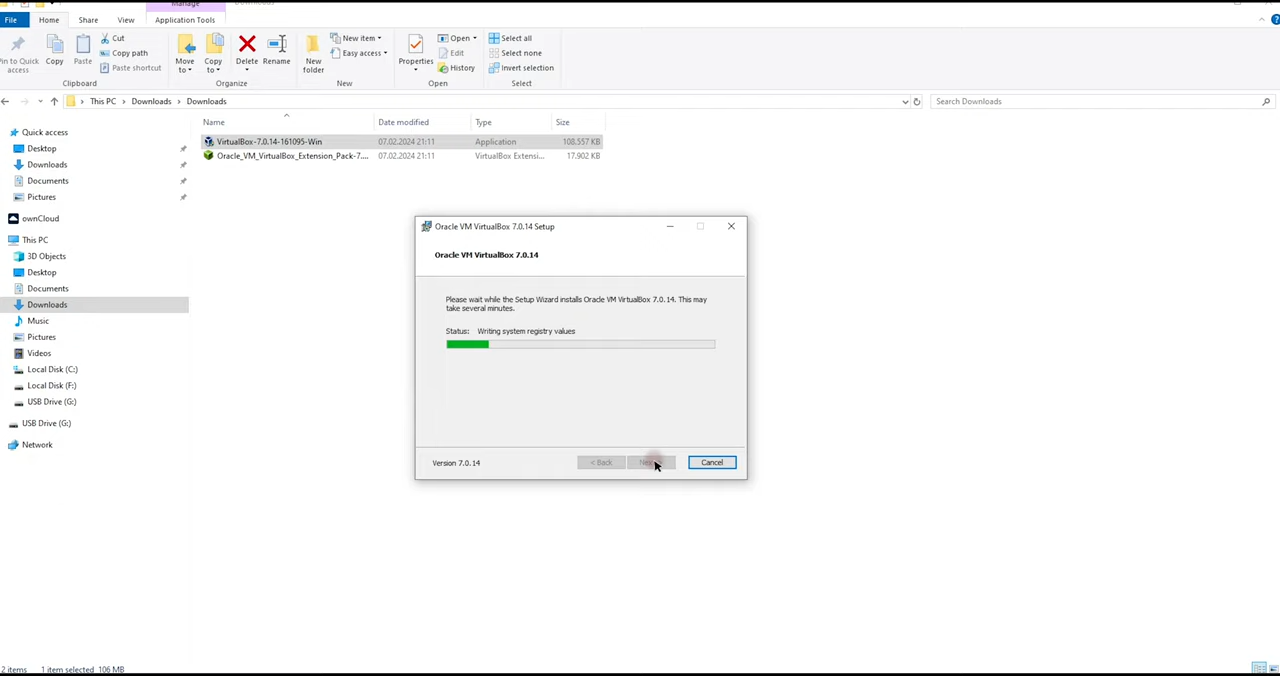 Manage
File Home Share View Application Tools
Pin to Quick access
Copy
Paste
Cut
Copy path
Paste shortcut
Move to
Copy to
Delete
Rename
New folder
New item
Easy access
Properties
Open
Edit
History
Select all
Select none
Invert selection
Clipboard Organize New Open Select
This PC > Downloads > Downloads
Search Downloads
Name Date modified Type Size
VirtualBox-7.0.14-161095-Win 07.02.2024 21:11 Application 108.557 KB
Oracle_VM_VirtualBox_Extension_Pack-7.... 07.02.2024 21:11 VirtualBox Extensi... 17.902 KB
Quick access
Desktop
Downloads
Documents
Pictures
ownCloud
This PC
3D Objects
Desktop
Documents
Downloads
Music
Pictures
Videos
Local Disk (C:)
Local Disk (F:)
USB Drive (G:)
USB Drive (G:)
Network
Oracle VM VirtualBox 7.0.14 Setup
Oracle VM VirtualBox 7.0.14
Please wait while the Setup Wizard installs Oracle VM VirtualBox 7.0.14. This may
take several minutes.
Status: Writing system registry values
Version 7.0.14
< Back
Cancel
2 items 1 item selected 106 MB